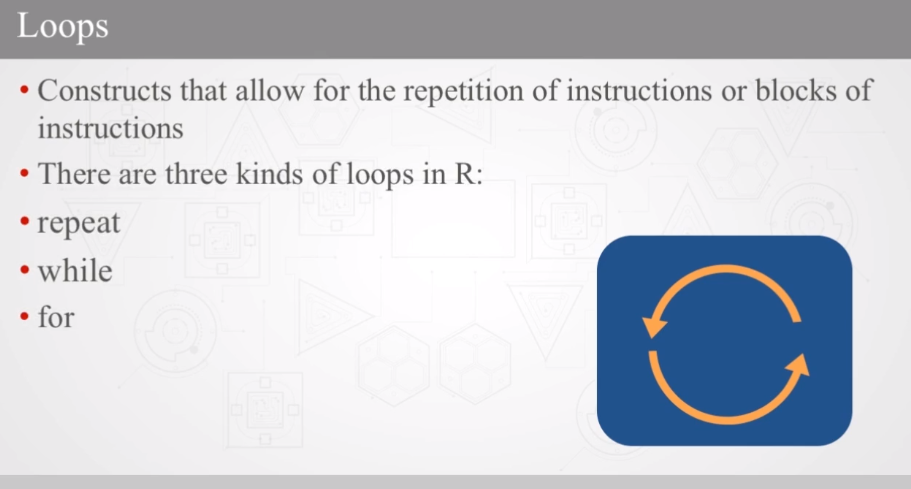 Loops
• Constructs that allow for the repetition of instructions or blocks of
instructions
• There are three kinds of loops in R:
• repeat
• while
• for